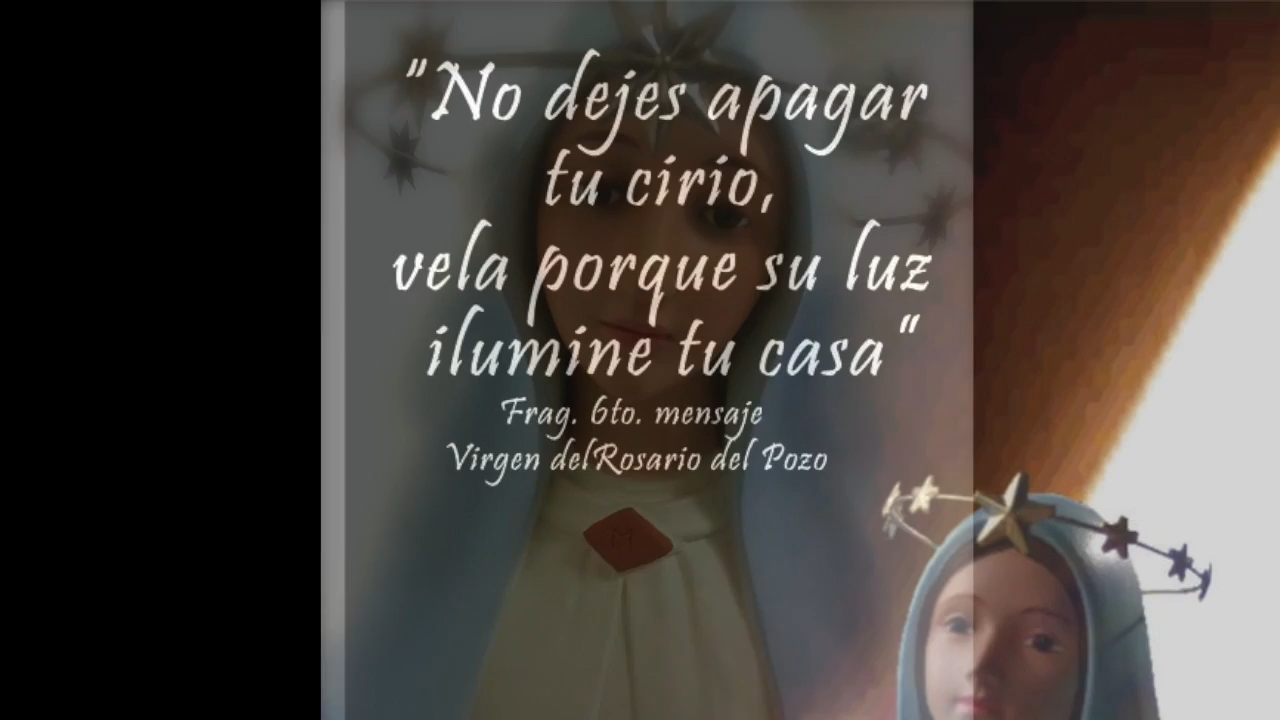 "No dejes apagar
tu cirio,
vela porque su luz
ilumine tu casa"
Frag. 6to. mensaje
Virgen delRosario del Pozo
M